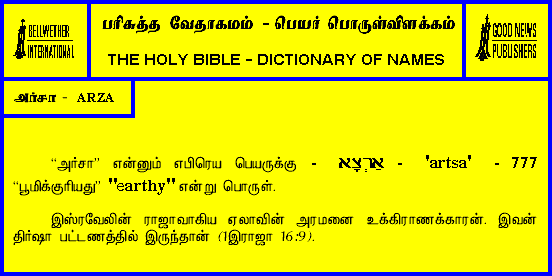 BELLWETHER
INTERNATIONAL
பரிசுத்த வேதாகமம் - பெயர் பொருள்விளக்கம்
THE HOLY BIBLE - DICTIONARY OF NAMES
GOOD NEWS
PUBLISHERS
அர்சா - ARZA
“அர்சா” என்னும் எபிரெய பெயருக்கு - אַרְצָא - 'artsa' - 777
“பூமிக்குரியது” "earthy" என்று பொருள்.
இஸ்ரவேலின் ராஜாவாகிய ஏலாவின் அரமனை உக்கிராணக்காரன். இவன்
திர்ஷா பட்டணத்தில் இருந்தான் (1இராஜா 16:9).